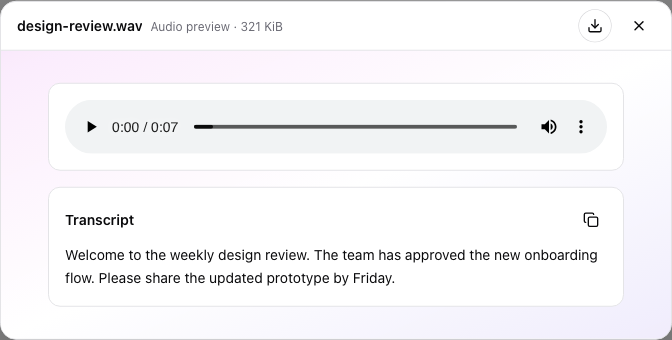 design-review.wav Audio preview · 321 KiB
0:00 / 0:07
Transcript
Welcome to the weekly design review. The team has approved the new onboarding
flow. Please share the updated prototype by Friday.